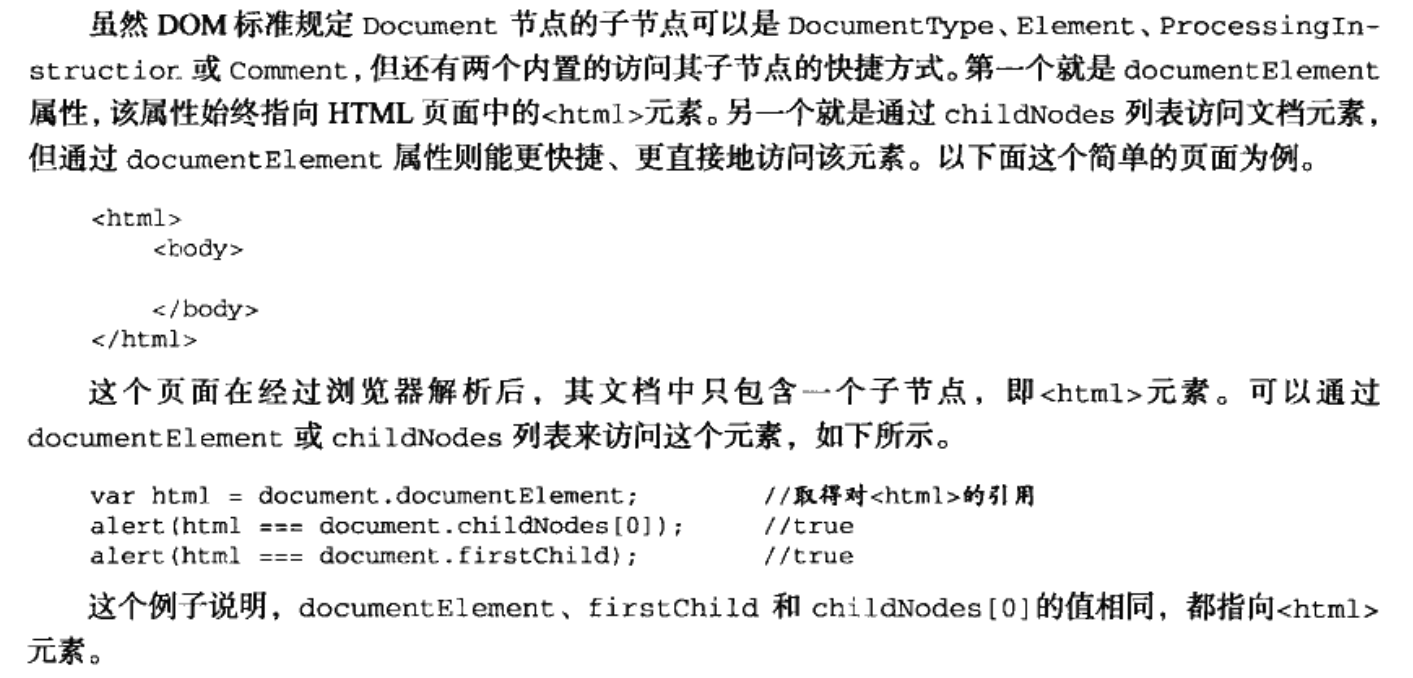 虽然 DOM 标准规定 Document 节点的子节点可以是 DocumentType、Element、ProcessingIn-
struction 或 Comment，但还有两个内置的访问其子节点的快捷方式。第一个就是 documentElement
属性，该属性始终指向 HTML 页面中的<html>元素。另一个就是通过 childNodes 列表访问文档元素，
但通过 documentElement 属性则能更快捷、更直接地访问该元素。以下面这个简单的页面为例。
<html>
<body>
</body>
</html>
这个页面在经过浏览器解析后，其文档中只包含一个子节点，即<html>元素。可以通过
documentElement 或 childNodes 列表来访问这个元素，如下所示。
var html = document.documentElement; //取得对<html>的引用
alert(html === document.childNodes[0]); //true
alert(html === document.firstChild); //true
这个例子说明，documentElement、firstChild 和 childNodes[0]的值相同，都指向<html>
元素。